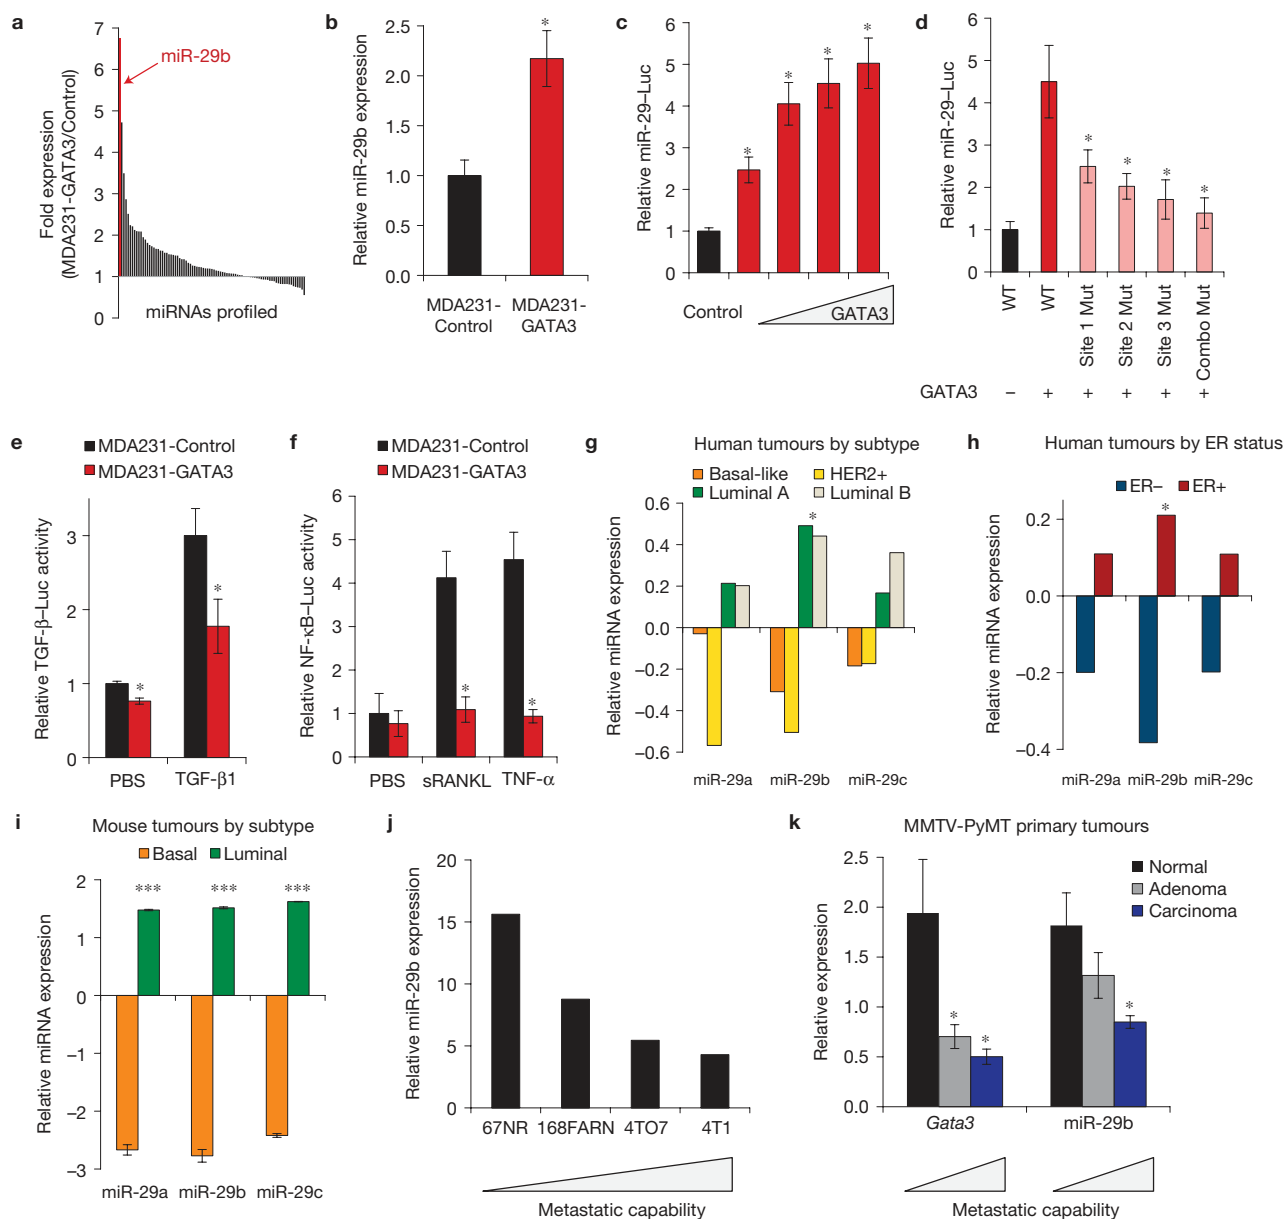 a
Fold expression
(MDA231-GATA3/Control)
7
6
5
4
3
2
1
0
miR-29b
miRNAs profiled
b
Relative miR-29b expression
2.5
2.0
1.5
1.0
0.5
0.0
*
MDA231-
Control
MDA231-
GATA3
c
Relative miR-29–Luc
6
5
4
3
2
1
0
* * * *
Control
GATA3
d
Relative miR-29–Luc
6
5
4
3
2
1
0
* * * *
WT
WT
Site 1 Mut
Site 2 Mut
Site 3 Mut
Combo Mut
GATA3 – + + + + +
e
MDA231-Control
MDA231-GATA3
Relative TGF-β–Luc activity
3
2
1
0
* *
PBS TGF-β1
f
MDA231-Control
MDA231-GATA3
Relative NF-κB–Luc activity
6
5
4
3
2
1
0
* *
PBS sRANKL TNF-α
g
Human tumours by subtype
Basal-like HER2+
Luminal A Luminal B
Relative miRNA expression
0.6
0.4
0.2
0.0
–0.2
–0.4
–0.6
*
miR-29a miR-29b miR-29c
h
Human tumours by ER status
ER– ER+
Relative miRNA expression
0.2
0.0
–0.2
–0.4
*
miR-29a miR-29b miR-29c
i
Mouse tumours by subtype
Basal Luminal
Relative miRNA expression
2
1
0
–1
–2
–3
*** *** ***
miR-29a miR-29b miR-29c
j
Relative miR-29b expression
20
15
10
5
0
67NR 168FARN 4TO7 4T1
Metastatic capability
k
MMTV-PyMT primary tumours
Normal
Adenoma
Carcinoma
Relative expression
2.5
2.0
1.5
1.0
0.5
0.0
* * *
Gata3 miR-29b
Metastatic capability